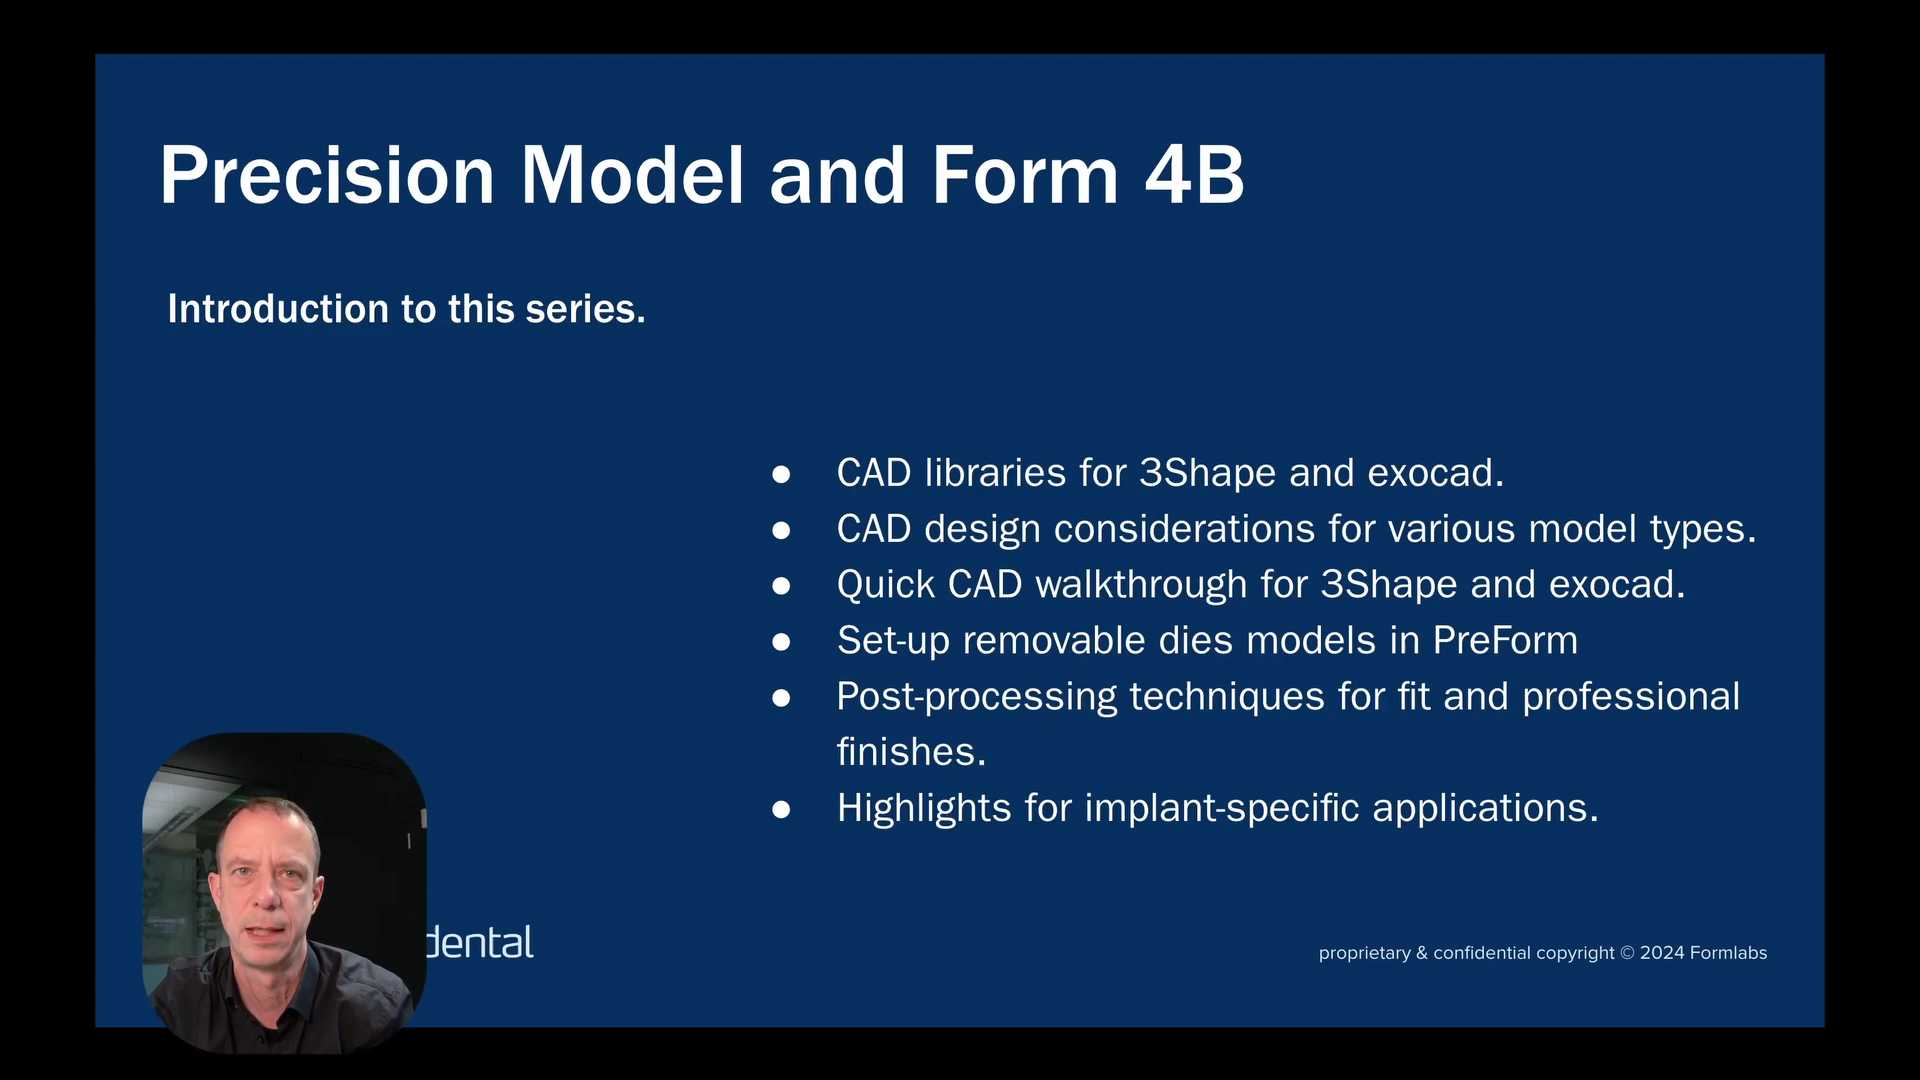 Precision Model and Form 4B
Introduction to this series.
● CAD libraries for 3Shape and exocad.
● CAD design considerations for various model types.
● Quick CAD walkthrough for 3Shape and exocad.
● Set-up removable dies models in PreForm
● Post-processing techniques for fit and professional
finishes.
● Highlights for implant-specific applications.
dental
proprietary & confidential copyright © 2024 Formlabs